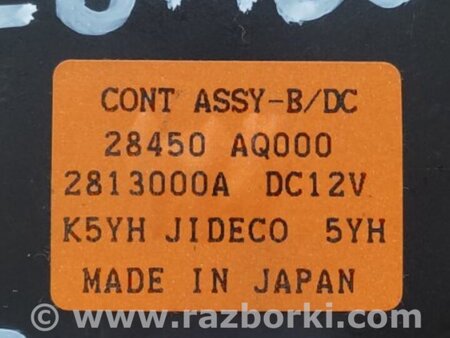 CONT ASSY-B/DC
28450 AQ000
2813000A DC12V
K5YH JIDECO 5YH
MADE IN JAPAN
© www.razborki.com